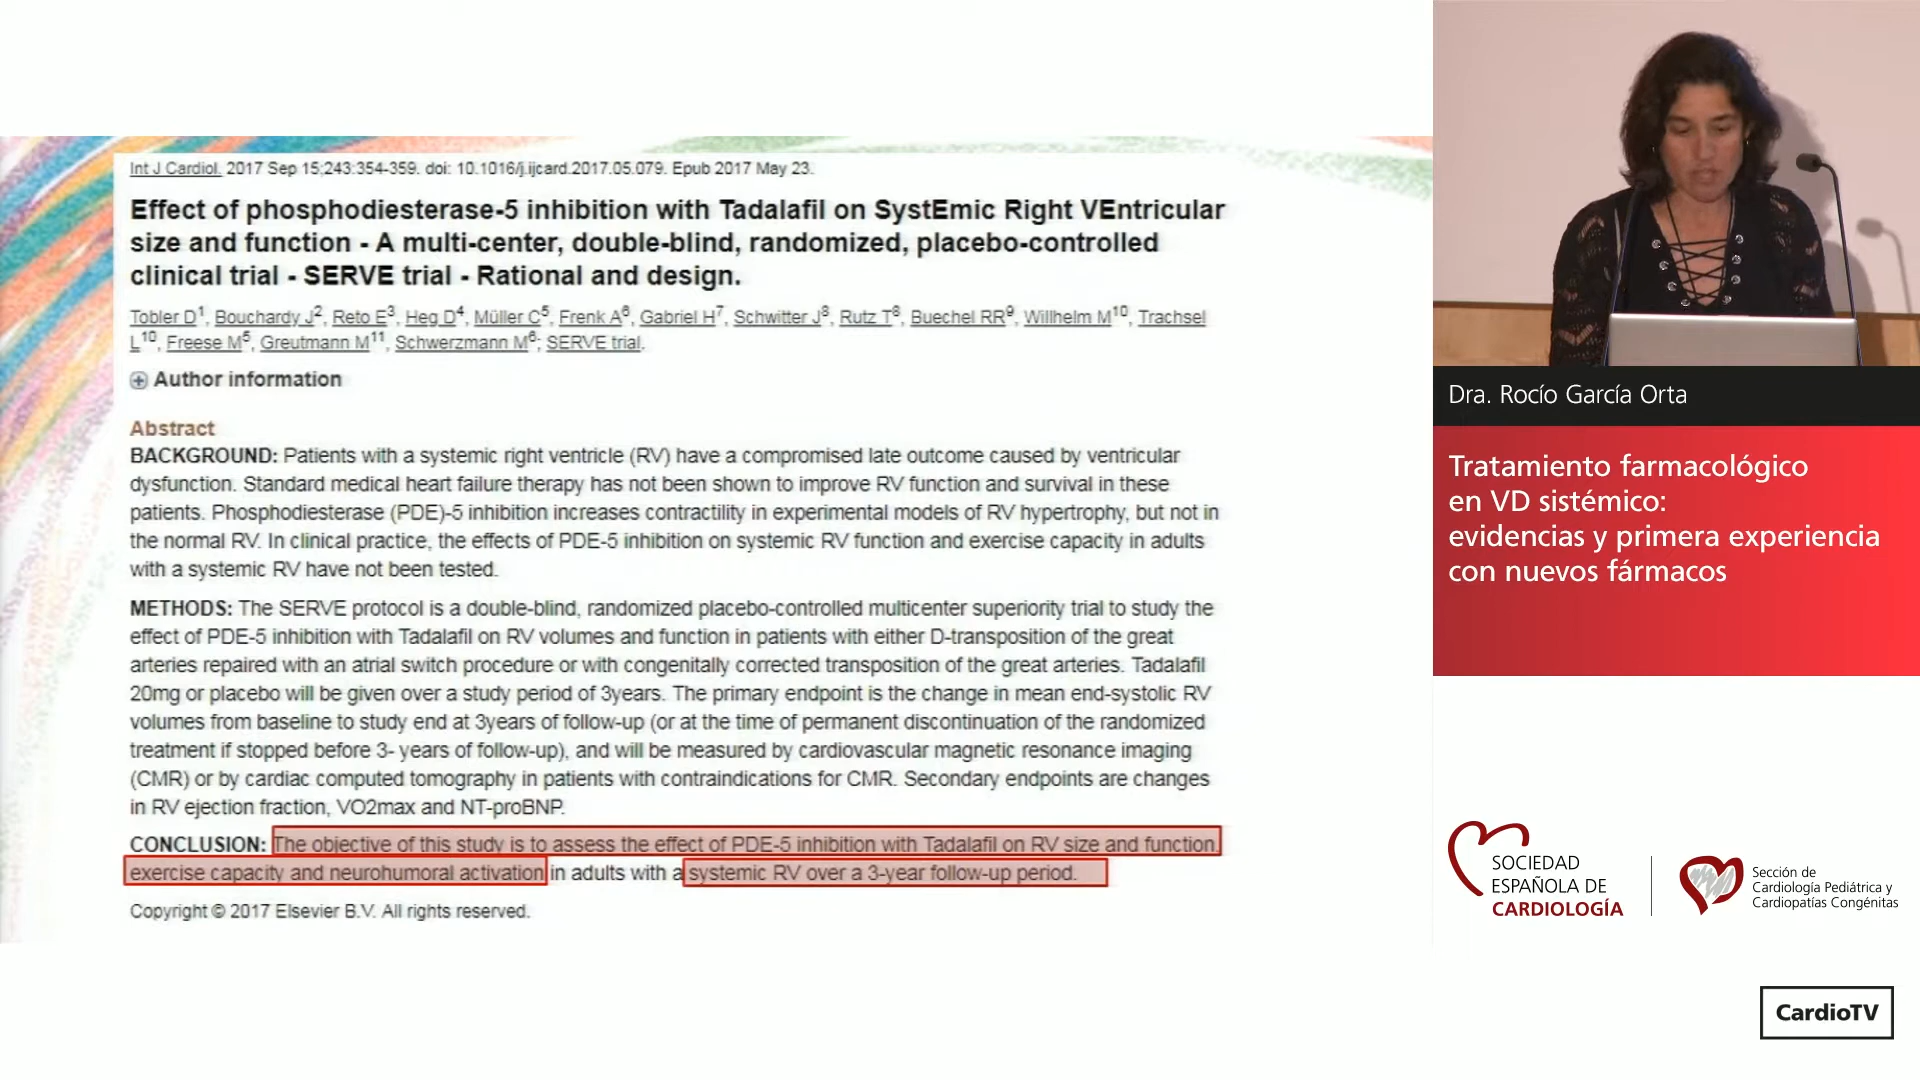 Int J Cardiol. 2017 Sep 15;243:354-359. doi: 10.1016/j.ijcard.2017.05.079. Epub 2017 May 23.
Effect of phosphodiesterase-5 inhibition with Tadalafil on SystEmic Right VEntricular
size and function - A multi-center, double-blind, randomized, placebo-controlled
clinical trial - SERVE trial - Rational and design.
Tobler D1, Bouchardy J2, Reto E3, Heg D4, Müller C5, Frenk A6, Gabriel H7, Schwitter J8, Rutz T8, Buechel RR9, Willhelm M10, Trachsel
L10, Freese M5, Greutmann M11, Schwerzmann M6; SERVE trial.
Author information
Abstract
BACKGROUND: Patients with a systemic right ventricle (RV) have a compromised late outcome caused by ventricular
dysfunction. Standard medical heart failure therapy has not been shown to improve RV function and survival in these
patients. Phosphodiesterase (PDE)-5 inhibition increases contractility in experimental models of RV hypertrophy, but not in
the normal RV. In clinical practice, the effects of PDE-5 inhibition on systemic RV function and exercise capacity in adults
with a systemic RV have not been tested.
METHODS: The SERVE protocol is a double-blind, randomized placebo-controlled multicenter superiority trial to study the
effect of PDE-5 inhibition with Tadalafil on RV volumes and function in patients with either D-transposition of the great
arteries repaired with an atrial switch procedure or with congenitally corrected transposition of the great arteries. Tadalafil
20mg or placebo will be given over a study period of 3years. The primary endpoint is the change in mean end-systolic RV
volumes from baseline to study end at 3years of follow-up (or at the time of permanent discontinuation of the randomized
treatment if stopped before 3- years of follow-up), and will be measured by cardiovascular magnetic resonance imaging
(CMR) or by cardiac computed tomography in patients with contraindications for CMR. Secondary endpoints are changes
in RV ejection fraction, VO2max and NT-proBNP.
CONCLUSION: The objective of this study is to assess the effect of PDE-5 inhibition with Tadalafil on RV size and function,
exercise capacity and neurohumoral activation in adults with a systemic RV over a 3-year follow-up period.
Copyright © 2017 Elsevier B.V. All rights reserved.
Dra. Rocío García Orta
Tratamiento farmacológico
en VD sistémico:
evidencias y primera experiencia
con nuevos fármacos
SOCIEDAD
ESPAÑOLA DE
CARDIOLOGÍA
Sección de
Cardiología Pediátrica y
Cardiopatías Congénitas
CardioTV